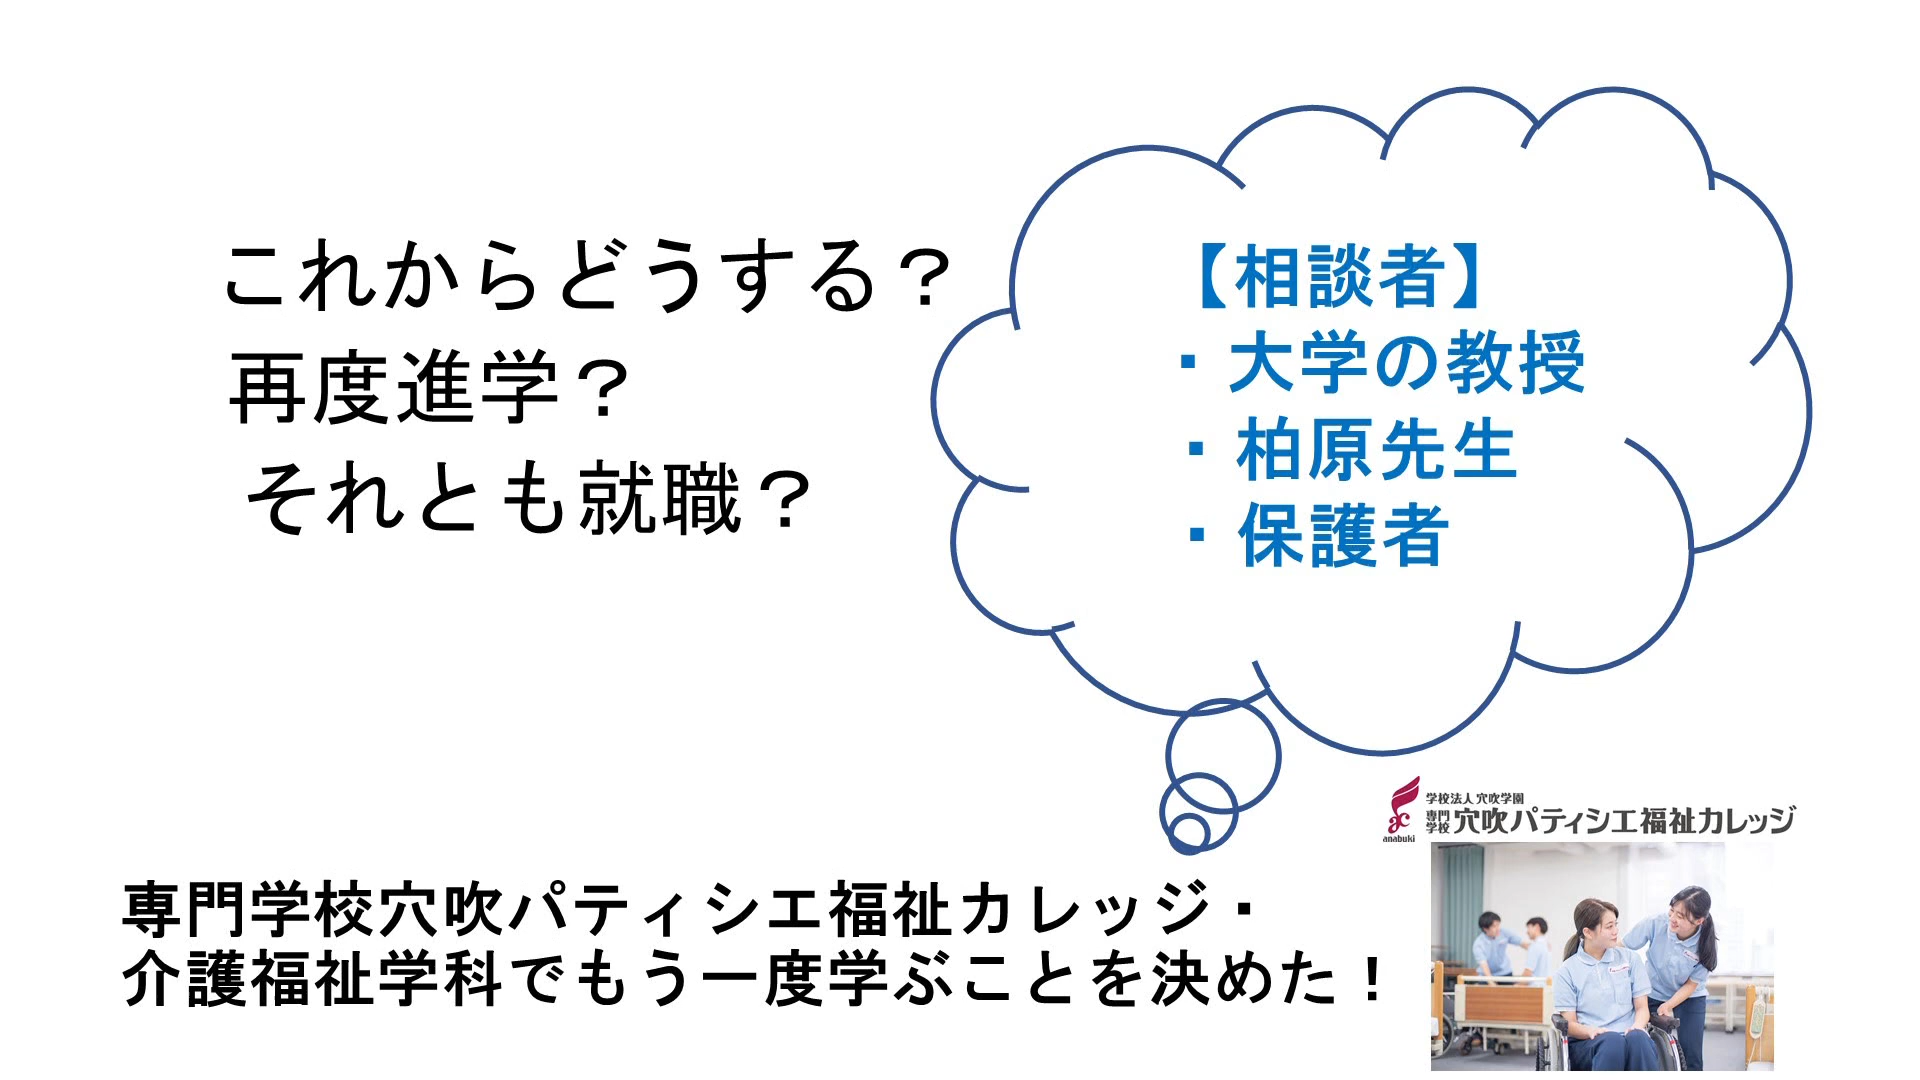 これからどうする？
再度進学？
それとも就職？
【相談者】
・大学の教授
・柏原先生
・保護者
学校法人 穴吹学園
専門学校 穴吹パティシエ福祉カレッジ
anabuki
専門学校穴吹パティシエ福祉カレッジ・
介護福祉学科でもう一度学ぶことを決めた！